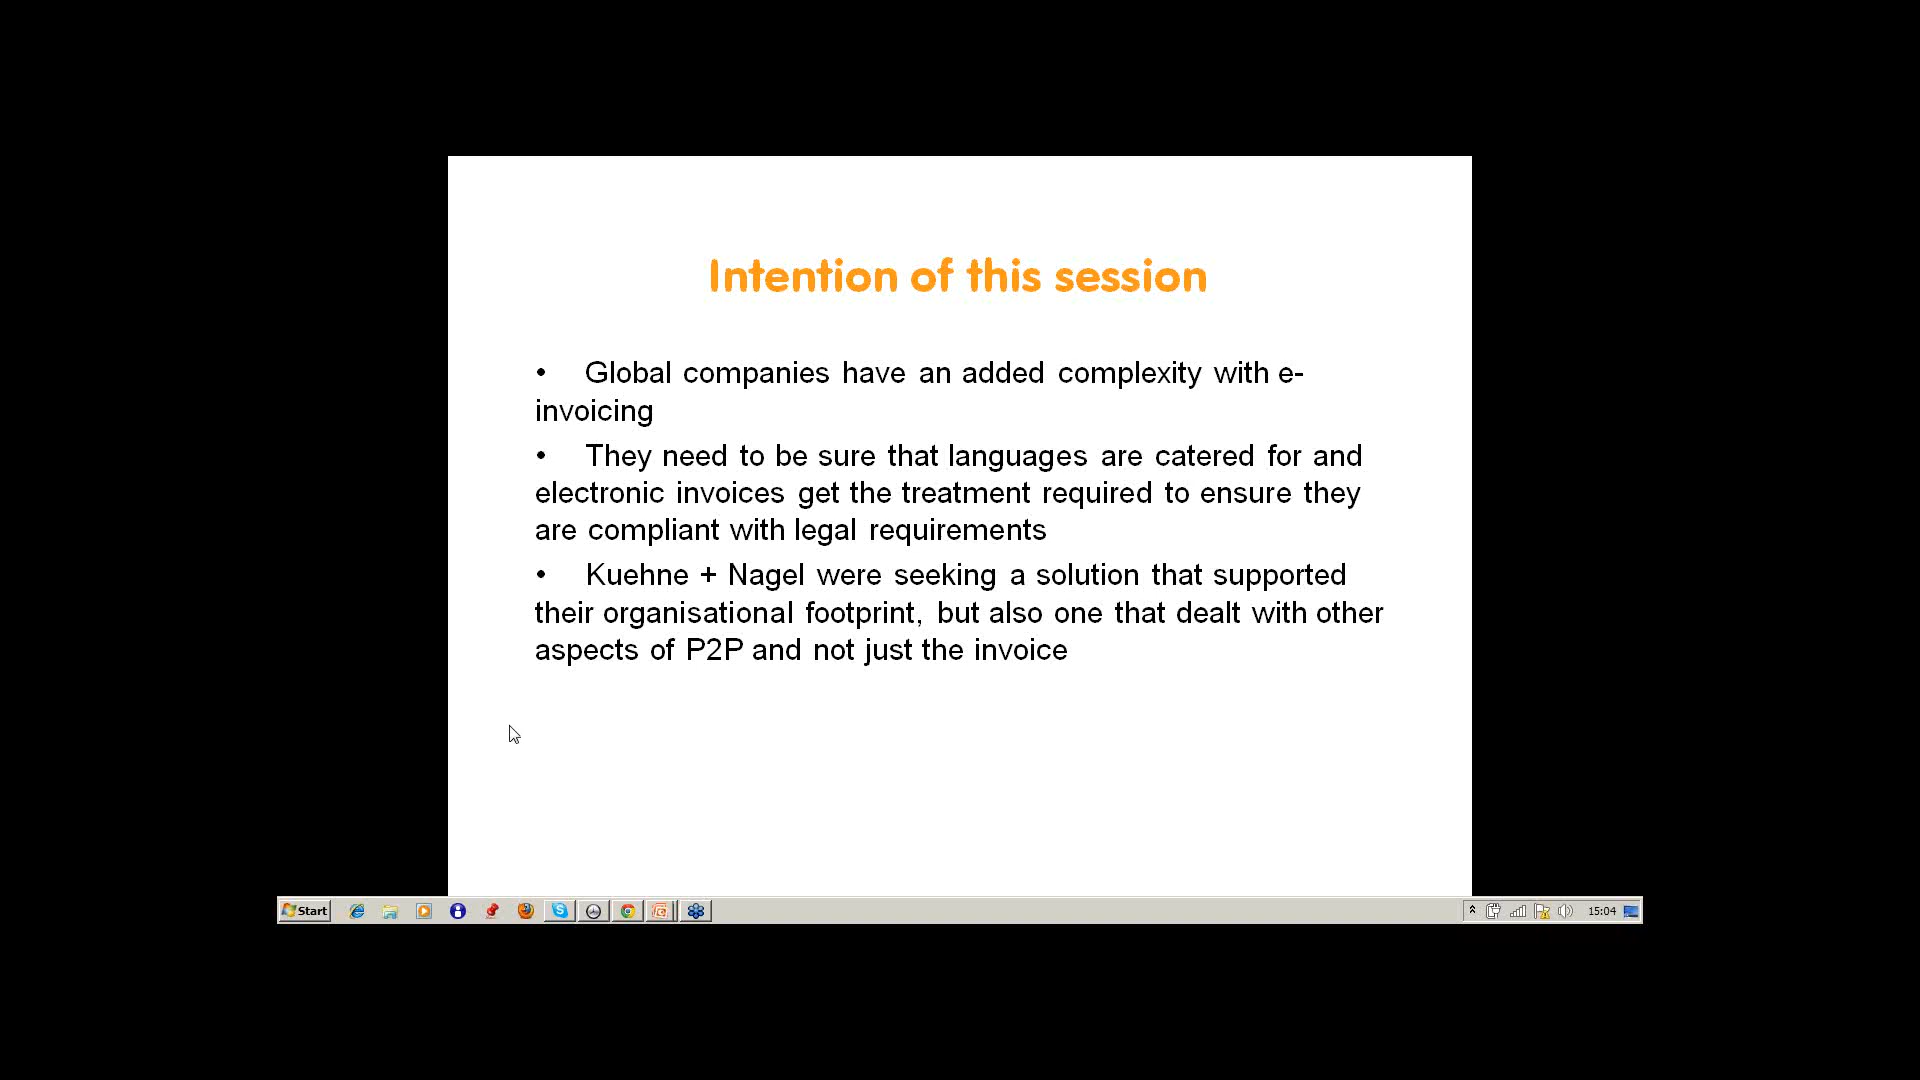 Intention of this session
• Global companies have an added complexity with e-
invoicing
• They need to be sure that languages are catered for and
electronic invoices get the treatment required to ensure they
are compliant with legal requirements
• Kuehne + Nagel were seeking a solution that supported
their organisational footprint, but also one that dealt with other
aspects of P2P and not just the invoice
Start
15:04